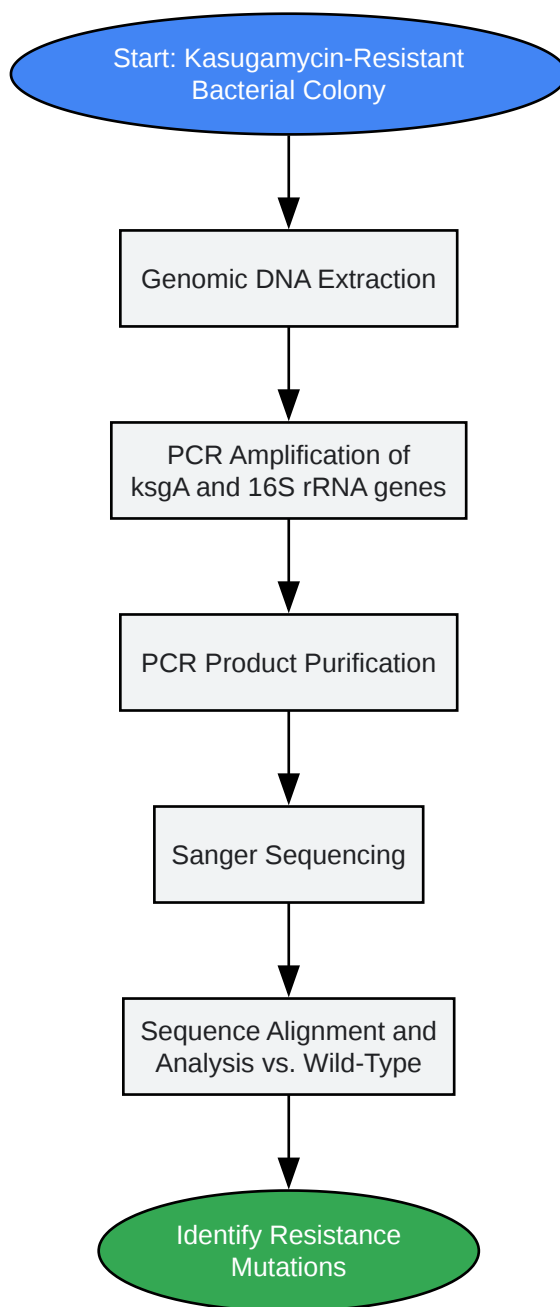 Start: Kasugamycin-Resistant
Bacterial Colony
Genomic DNA Extraction
PCR Amplification of
ksgA and 16S rRNA genes
PCR Product Purification
Sanger Sequencing
Sequence Alignment and
Analysis vs. Wild-Type
Identify Resistance
Mutations